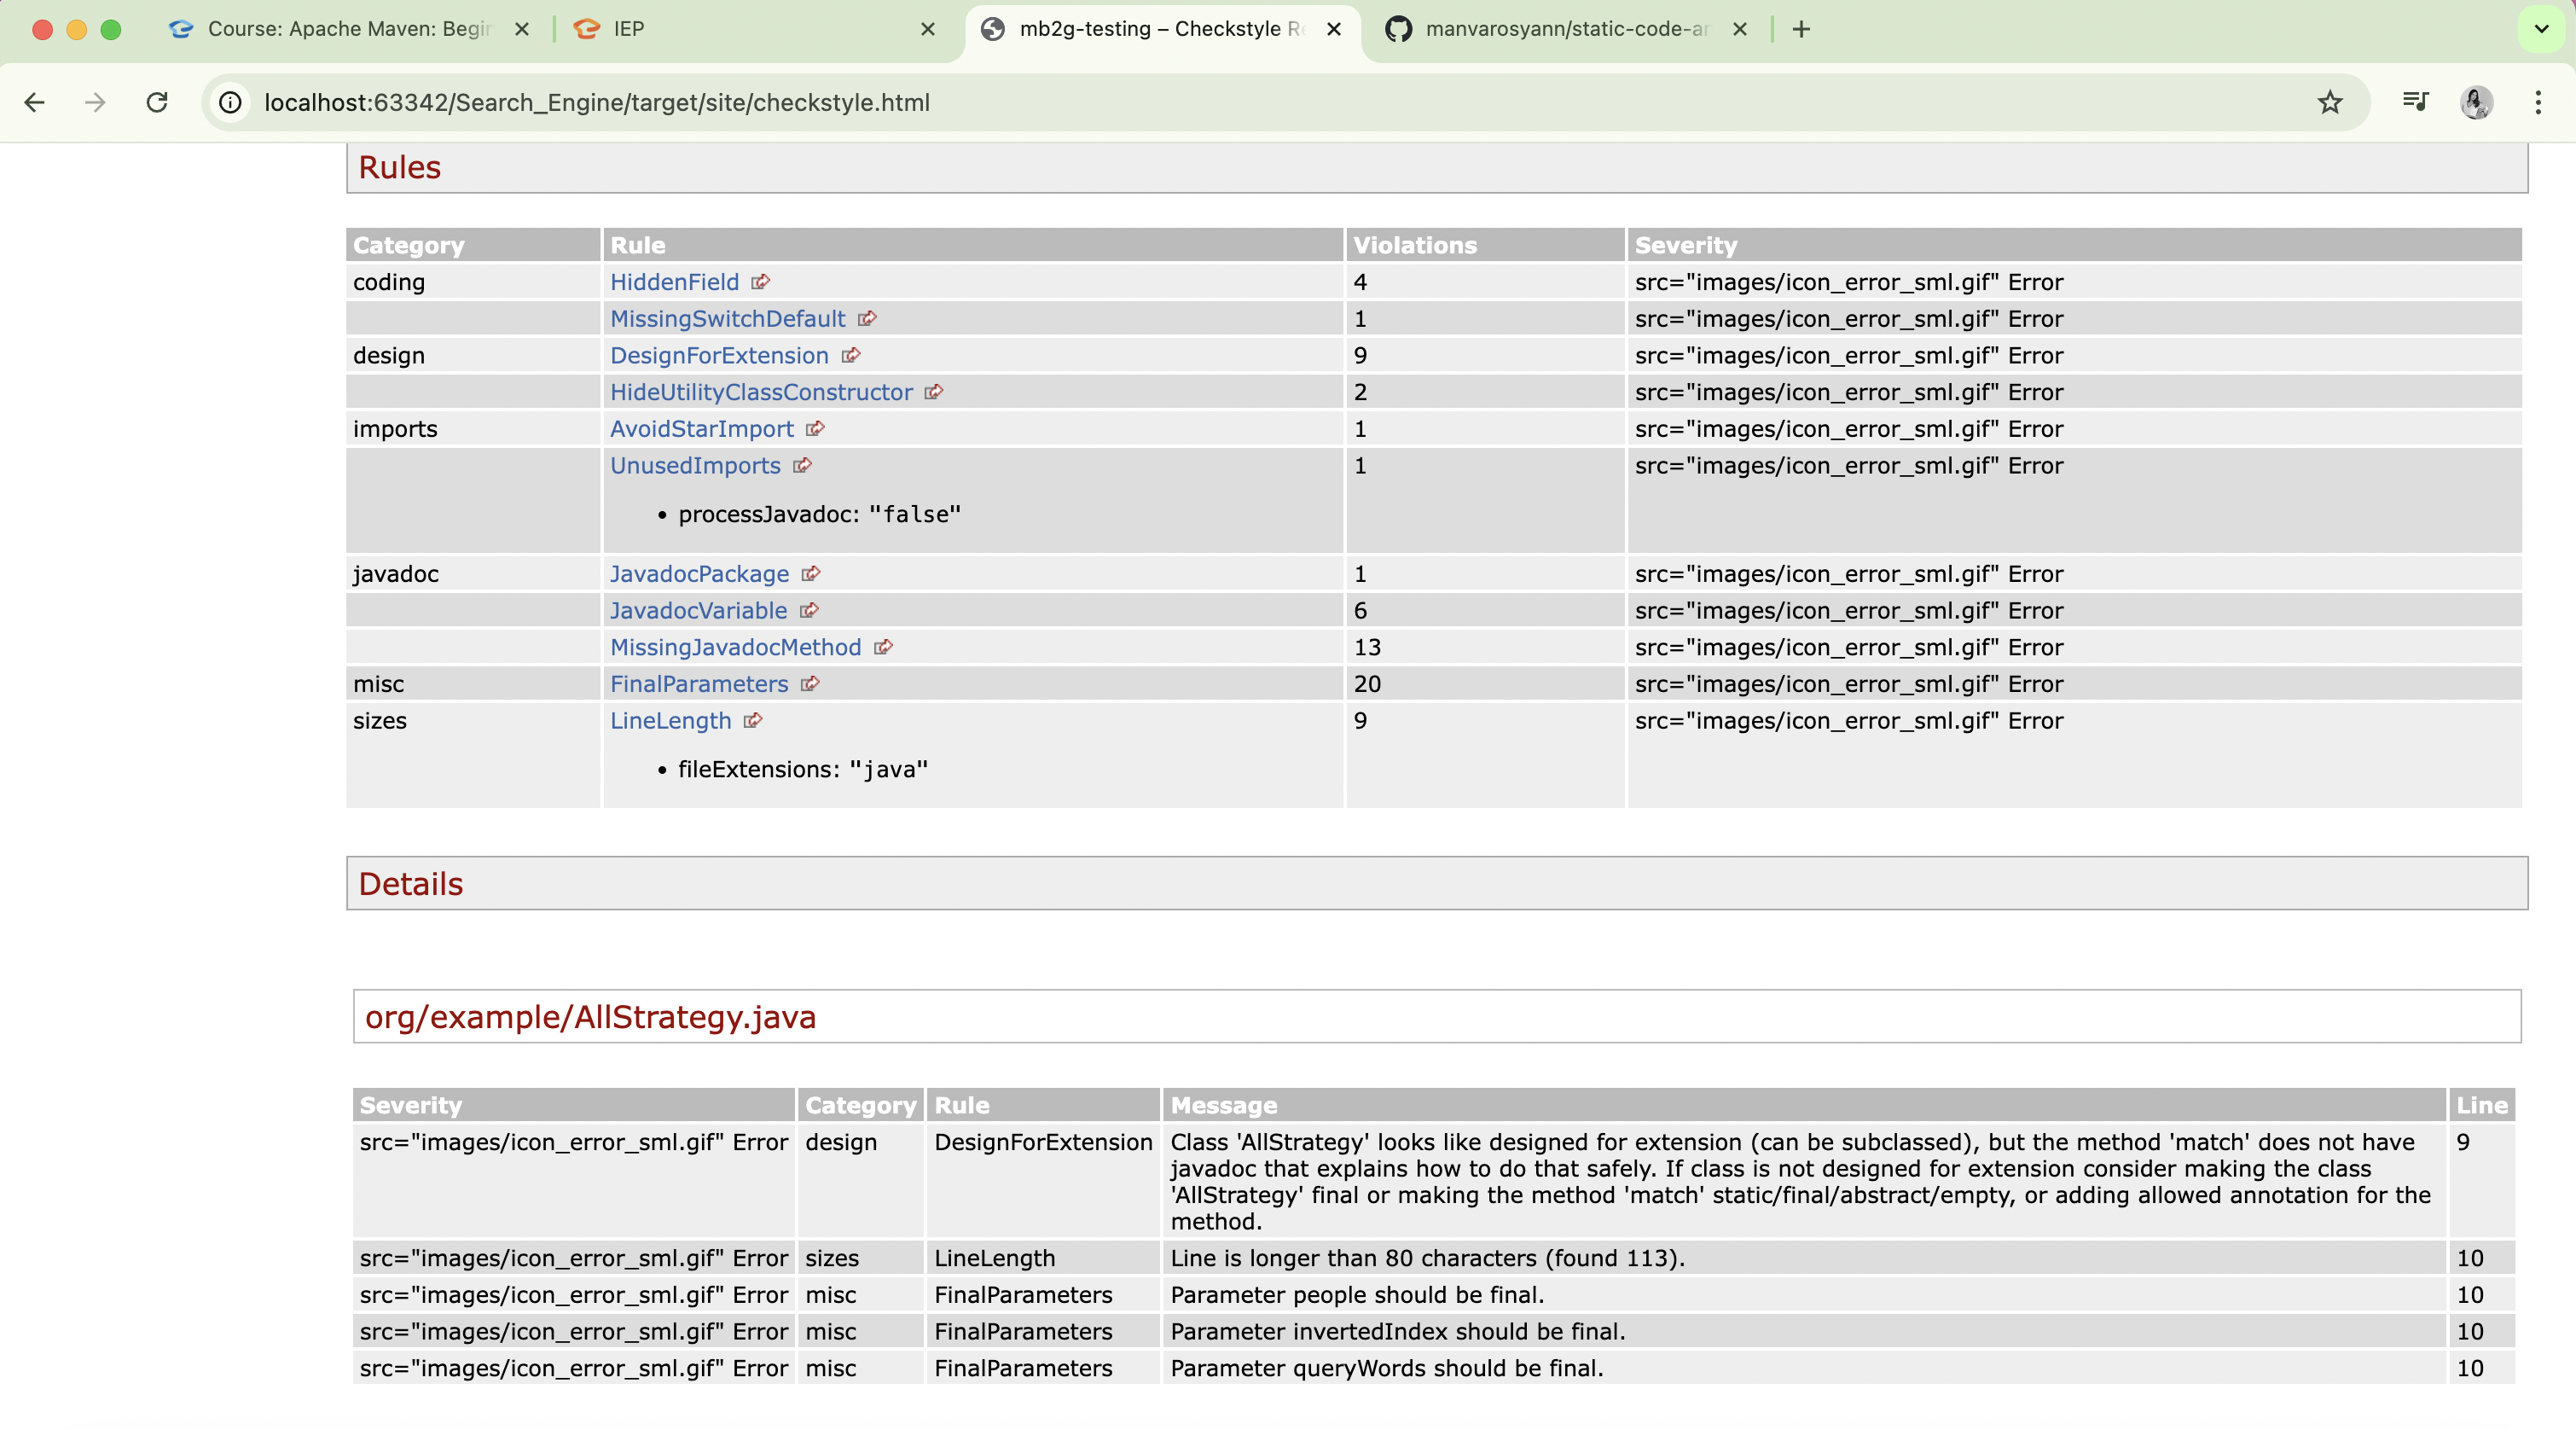 Course: Apache Maven: Begin
IEP
mb2g-testing – Checkstyle Re
manvarosyann/static-code-an
localhost:63342/Search_Engine/target/site/checkstyle.html
Rules
Category Rule Violations Severity
coding HiddenField 4 src="images/icon_error_sml.gif" Error
MissingSwitchDefault 1 src="images/icon_error_sml.gif" Error
design DesignForExtension 9 src="images/icon_error_sml.gif" Error
HideUtilityClassConstructor 2 src="images/icon_error_sml.gif" Error
imports AvoidStarImport 1 src="images/icon_error_sml.gif" Error
UnusedImports 1 src="images/icon_error_sml.gif" Error
• processJavadoc: "false"
javadoc JavadocPackage 1 src="images/icon_error_sml.gif" Error
JavadocVariable 6 src="images/icon_error_sml.gif" Error
MissingJavadocMethod 13 src="images/icon_error_sml.gif" Error
misc FinalParameters 20 src="images/icon_error_sml.gif" Error
sizes LineLength 9 src="images/icon_error_sml.gif" Error
• fileExtensions: "java"
Details
org/example/AllStrategy.java
Severity Category Rule Message Line
src="images/icon_error_sml.gif" Error design DesignForExtension Class 'AllStrategy' looks like designed for extension (can be subclassed), but the method 'match' does not have 9
javadoc that explains how to do that safely. If class is not designed for extension consider making the class
'AllStrategy' final or making the method 'match' static/final/abstract/empty, or adding allowed annotation for the
method.
src="images/icon_error_sml.gif" Error sizes LineLength Line is longer than 80 characters (found 113). 10
src="images/icon_error_sml.gif" Error misc FinalParameters Parameter people should be final. 10
src="images/icon_error_sml.gif" Error misc FinalParameters Parameter invertedIndex should be final. 10
src="images/icon_error_sml.gif" Error misc FinalParameters Parameter queryWords should be final. 10